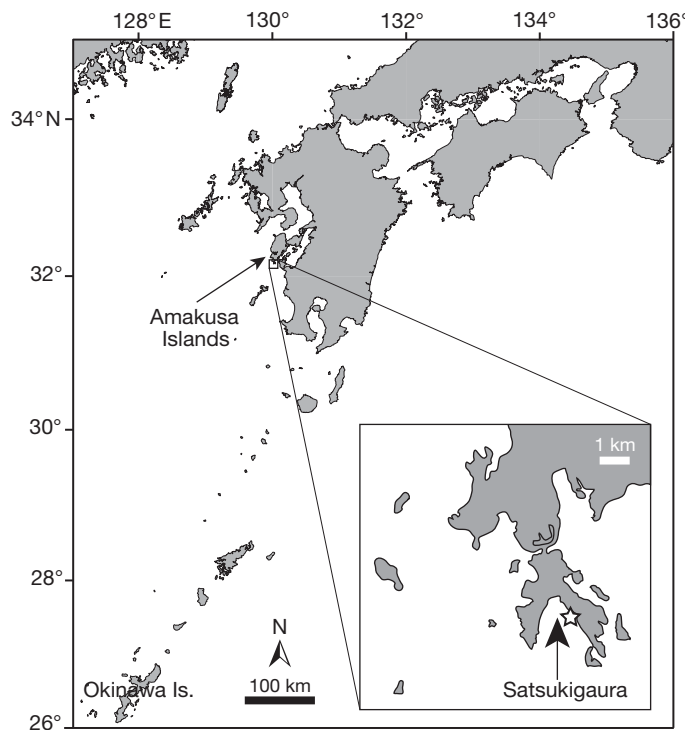 128° E 130° 132° 134° 136°
34° N
32°
Amakusa
Islands
30°
1 km
28°
N
Satsukigaura
Okinawa Is.
100 km
26°